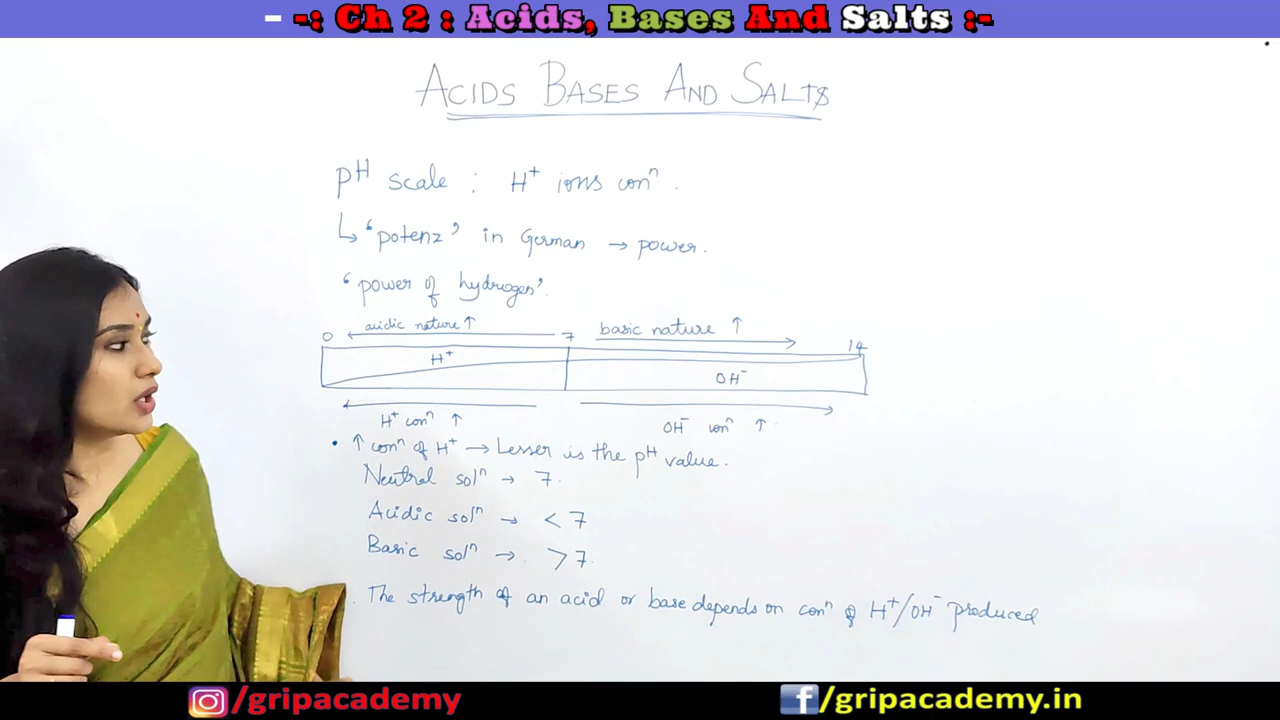 - -: Ch 2 : Acids, Bases And Salts :-
ACIDS BASES AND SALTS
pH scale : H⁺ ions conⁿ .
↳ 'potenz' in German → power.
'power of hydrogen'.
acidic nature ↑ basic nature ↑
0 7 14
H⁺ OH⁻
H⁺ conⁿ ↑ OH⁻ conⁿ ↑
• ↑ conⁿ of H⁺ → Lesser is the pH value.
Neutral solⁿ → 7.
Acidic solⁿ → < 7
Basic solⁿ → > 7.
. The strength of an acid or base depends on conⁿ of H⁺/OH⁻ produced
/gripacademy f/gripacademy.in